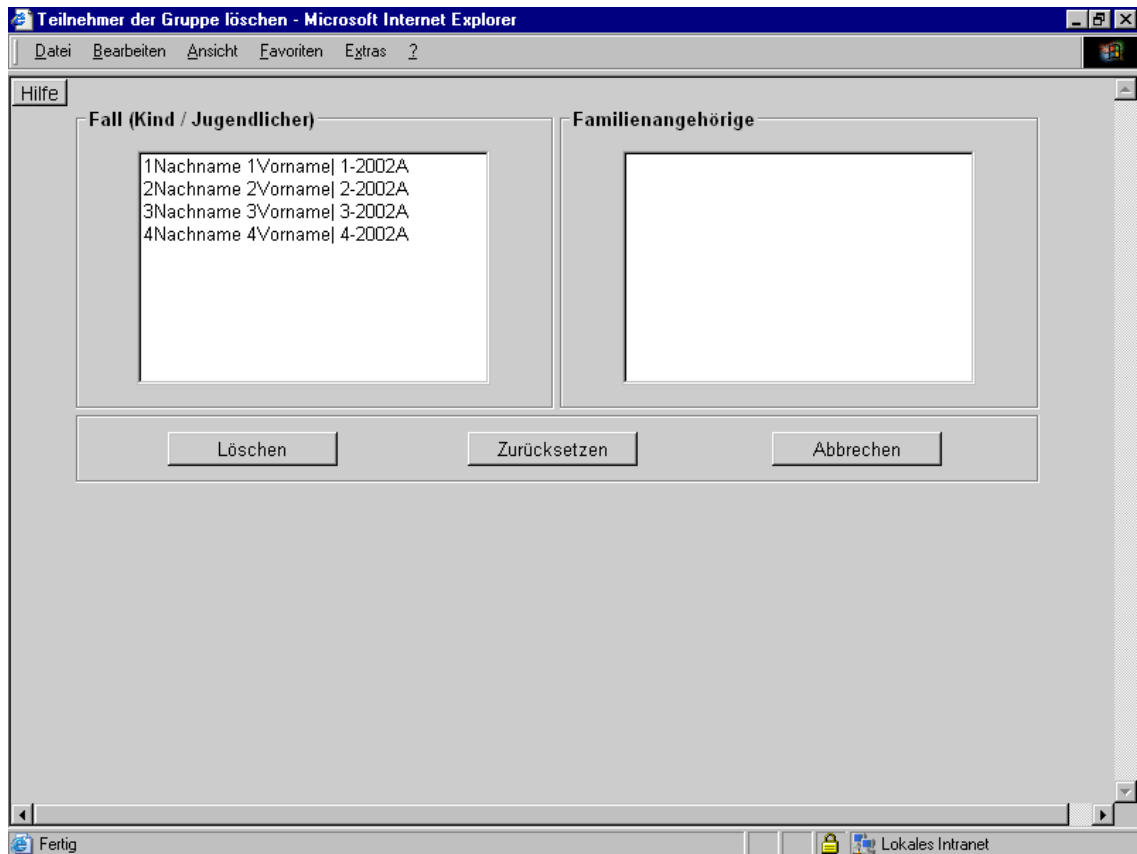 Teilnehmer der Gruppe löschen - Microsoft Internet Explorer
Datei Bearbeiten Ansicht Favoriten Extras ?
Hilfe
Fall (Kind / Jugendlicher)
1Nachname 1Vorname| 1-2002A
2Nachname 2Vorname| 2-2002A
3Nachname 3Vorname| 3-2002A
4Nachname 4Vorname| 4-2002A
Familienangehörige
Löschen Zurücksetzen Abbrechen
Fertig Lokales Intranet